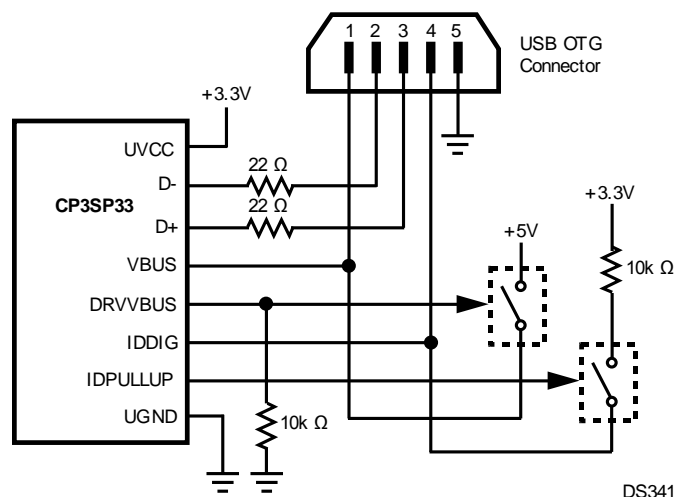 1 2 3 4 5
USB OTG
Connector
+3.3V
UVCC
22 Ω
D-
+3.3V
CP3SP33
22 Ω
D+
+5V
VBUS
10k Ω
DRVVBUS
IDDIG
IDPULLUP
UGND
10k Ω
DS341